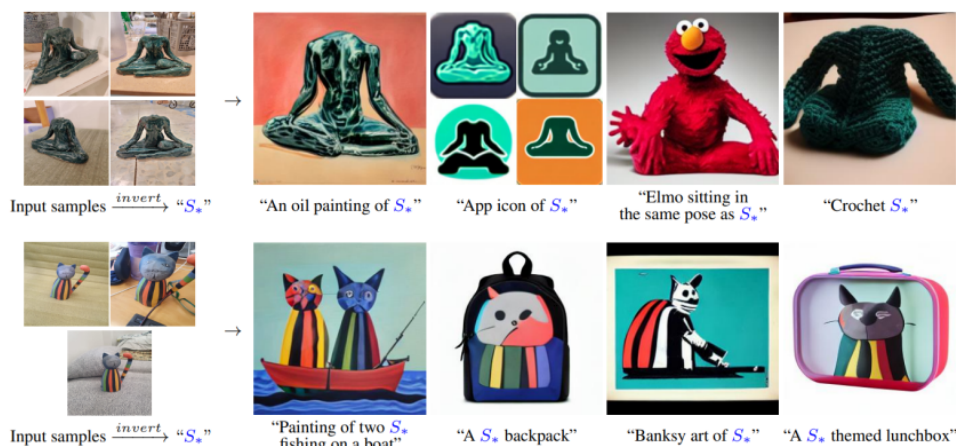 Input samples invert “S*”
“An oil painting of S*”
“App icon of S*”
“Elmo sitting in
the same pose as S*”
“Crochet S*”
Input samples invert “S*”
“Painting of two S*
fishing on a boat”
“A S* backpack”
“Banksy art of S*”
“A S* themed lunchbox”